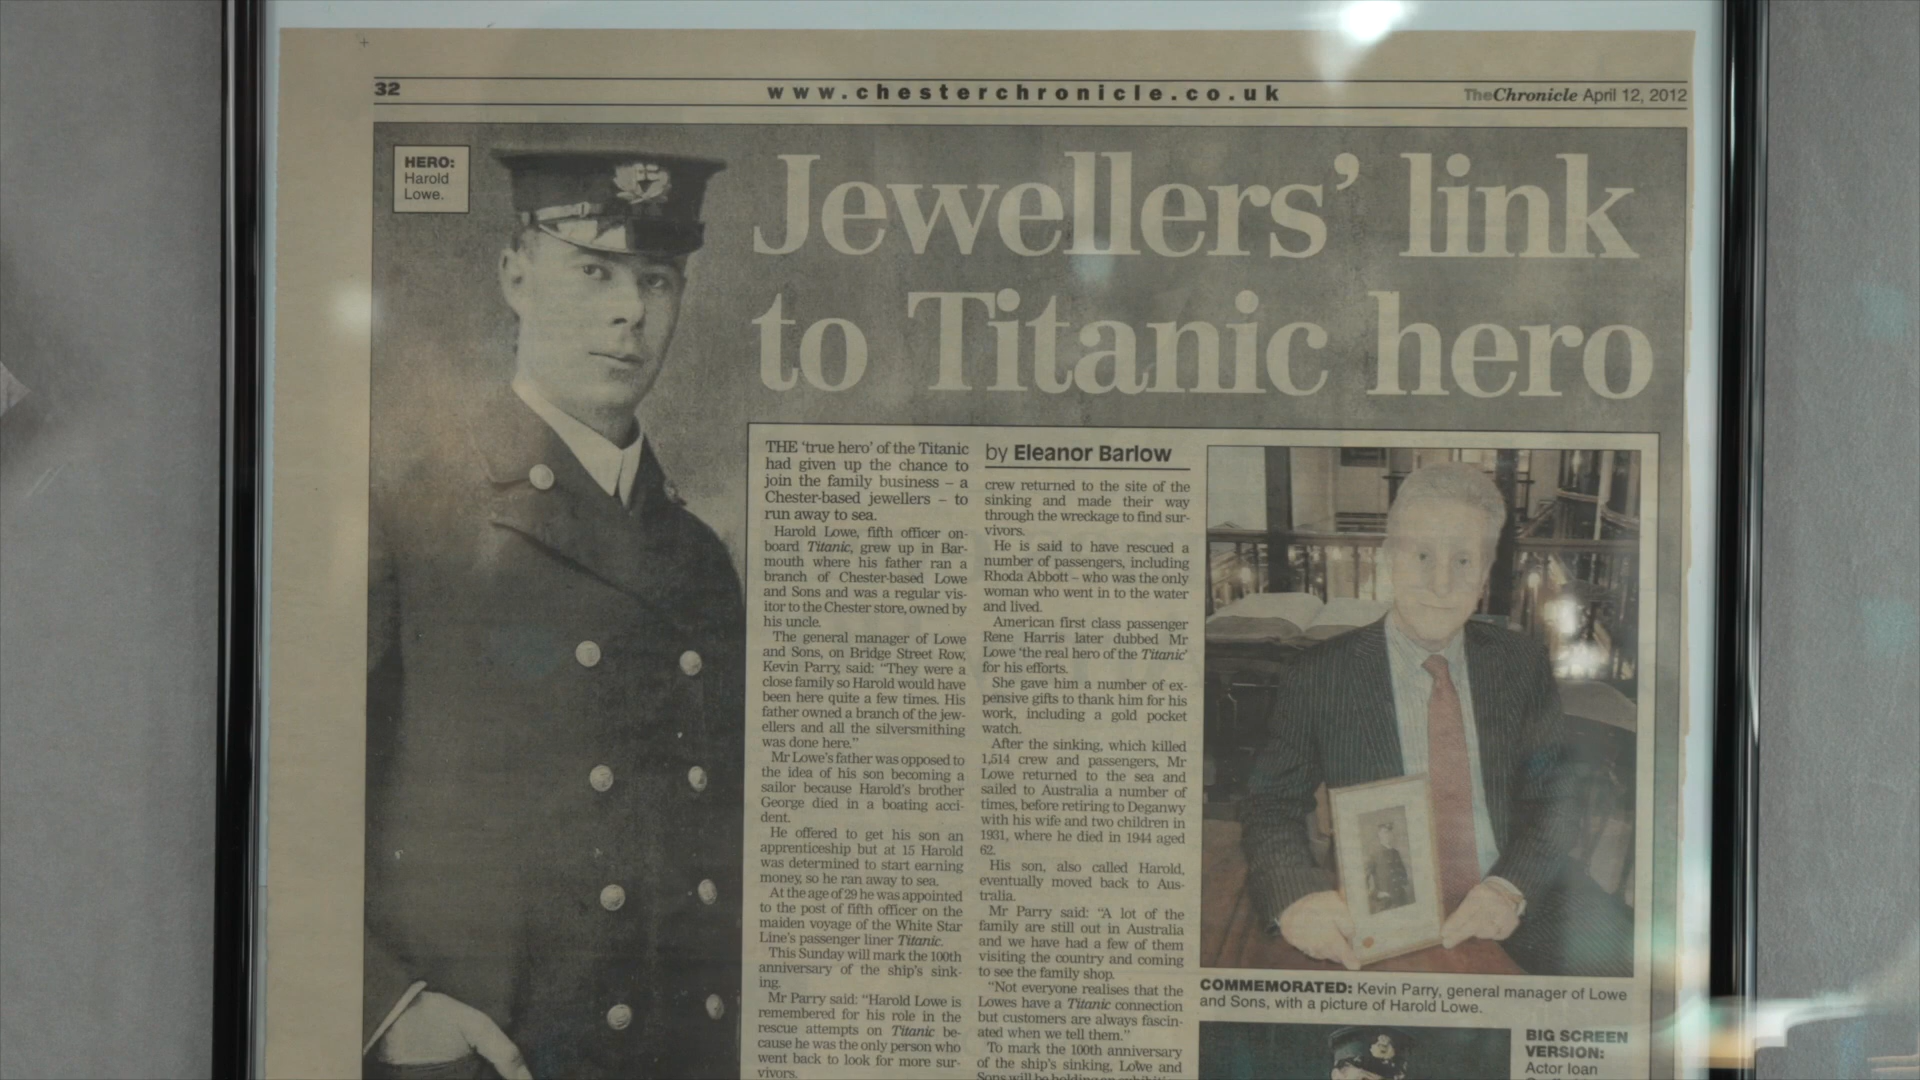 32
www.chesterchronicle.co.uk
TheChronicle April 12, 2012
HERO:
Harold
Lowe.
Jewellers’ link
to Titanic hero
THE ‘true hero’ of the Titanic
had given up the chance to
join the family business – a
Chester-based jewellers – to
run away to sea.
Harold Lowe, fifth officer on-
board Titanic, grew up in Bar-
mouth where his father ran a
branch of Chester-based Lowe
and Sons and was a regular vis-
itor to the Chester store, owned by
his uncle.
The general manager of Lowe
and Sons, on Bridge Street Row,
Kevin Parry, said: “They were a
close family so Harold would have
been here quite a few times. His
father owned a branch of the jew-
ellers and all the silversmithing
was done here.”
Mr Lowe’s father was opposed to
the idea of his son becoming a
sailor because Harold’s brother
George died in a boating acci-
dent.
He offered to get his son an
apprenticeship but at 15 Harold
was determined to start earning
money, so he ran away to sea.
At the age of 29 he was appointed
to the post of fifth officer on the
maiden voyage of the White Star
Line’s passenger liner Titanic.
This Sunday will mark the 100th
anniversary of the ship’s sink-
ing.
Mr Parry said: “Harold Lowe is
remembered for his role in the
rescue attempts on Titanic be-
cause he was the only person who
went back to look for more sur-
vivors.
by Eleanor Barlow
crew returned to the site of the
sinking and made their way
through the wreckage to find sur-
vivors.
He is said to have rescued a
number of passengers, including
Rhoda Abbott – who was the only
woman who went in to the water
and lived.
American first class passenger
Rene Harris later dubbed Mr
Lowe ‘the real hero of the Titanic’
for his efforts.
She gave him a number of ex-
pensive gifts to thank him for his
work, including a gold pocket
watch.
After the sinking, which killed
1,514 crew and passengers, Mr
Lowe returned to the sea and
sailed to Australia a number of
times, before retiring to Deganwy
with his wife and two children in
1931, where he died in 1944 aged
62.
His son, also called Harold,
eventually moved back to Aus-
tralia.
Mr Parry said: “A lot of the
family are still out in Australia
and we have had a few of them
visiting the country and coming
to see the family shop.
“Not everyone realises that the
Lowes have a Titanic connection
but customers are always fascin-
ated when we tell them.”
To mark the 100th anniversary
of the ship’s sinking, Lowe and
Sons will be holding an
COMMEMORATED: Kevin Parry, general manager of Lowe
and Sons, with a picture of Harold Lowe.
BIG SCREEN
VERSION:
Actor Ioan